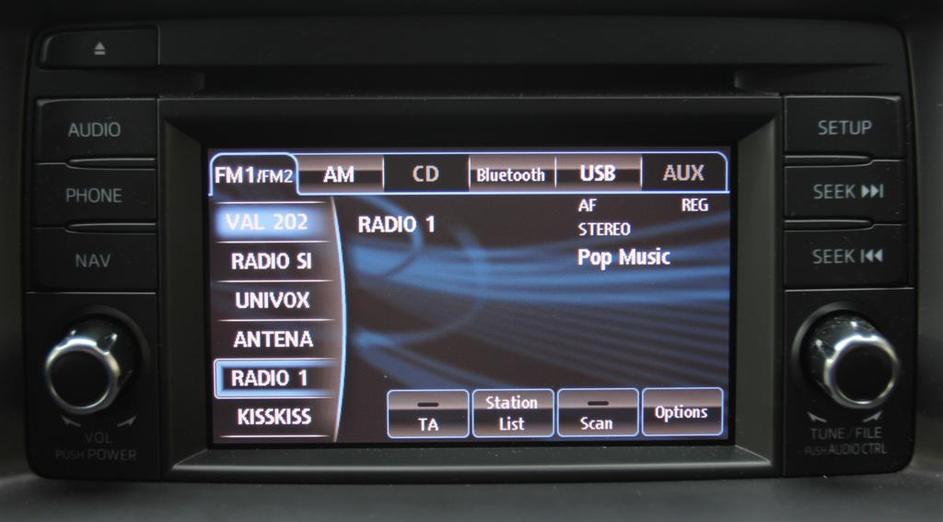 AUDIO
PHONE
NAV
VOL
PUSH POWER
FM1/FM2 AM CD Bluetooth USB AUX
VAL 202
RADIO SI
UNIVOX
ANTENA
RADIO 1
KISSKISS
RADIO 1
AF REG
STEREO
Pop Music
TA
Station
List
Scan
Options
SETUP
SEEK
SEEK
TUNE/FILE
PUSH AUDIO CTRL